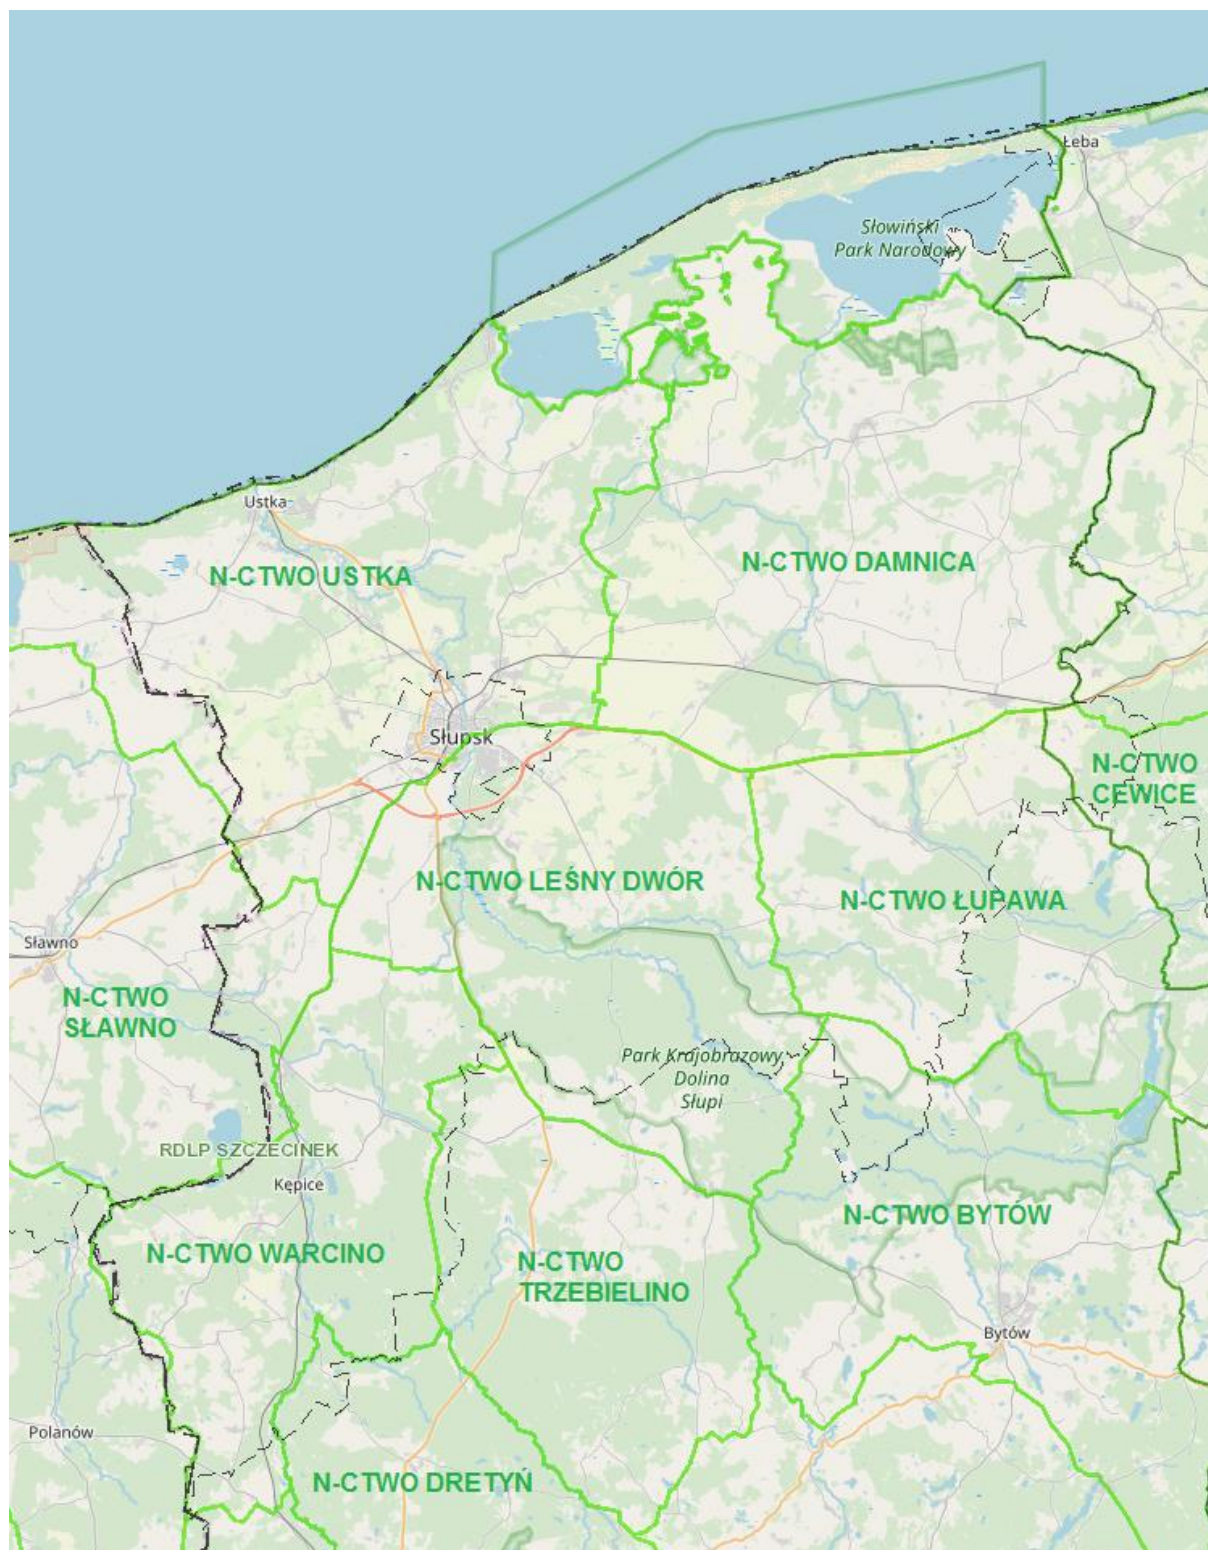 Łeba
Słowiński
Park Narodowy
Ustka
N-CTWO USTKA
N-CTWO DAMNICA
Słupsk
N-CTWO
CEWICE
N-CTWO LEŚNY DWÓR
N-CTWO ŁUPAWA
Sławno
N-CTWO
SŁAWNO
Park Krajobrazowy
Dolina
Słupi
RDLP SZCZECINEK
Kępice
N-CTWO BYTÓW
N-CTWO WARCINO
N-CTWO
TRZEBIELINO
Bytów
Polanów
N-CTWO DRETYŃ